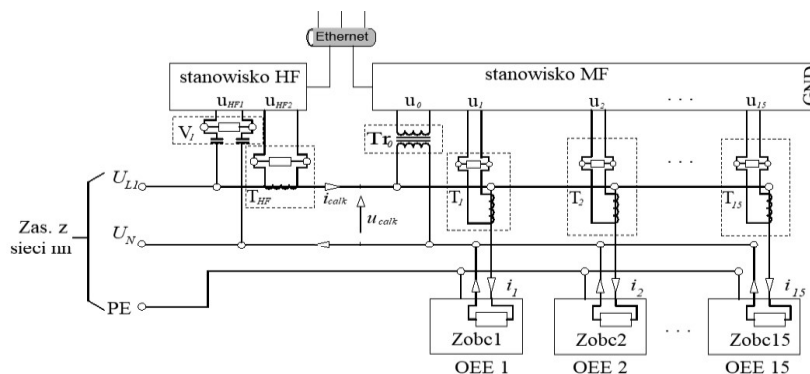 Ethernet
stanowisko HF
stanowisko MF
GND
u_HF1 u_HF2 u_0 u_1 u_2 . . . u_15
V_1
Tr_0
T_HF
T_1 T_2 . . . T_15
U_L1
i_całk
u_całk
Zas. z
sieci nn
U_N
PE
i_1 i_2 i_15
Zobc1 Zobc2 . . . Zobc15
OEE 1 OEE 2 OEE 15